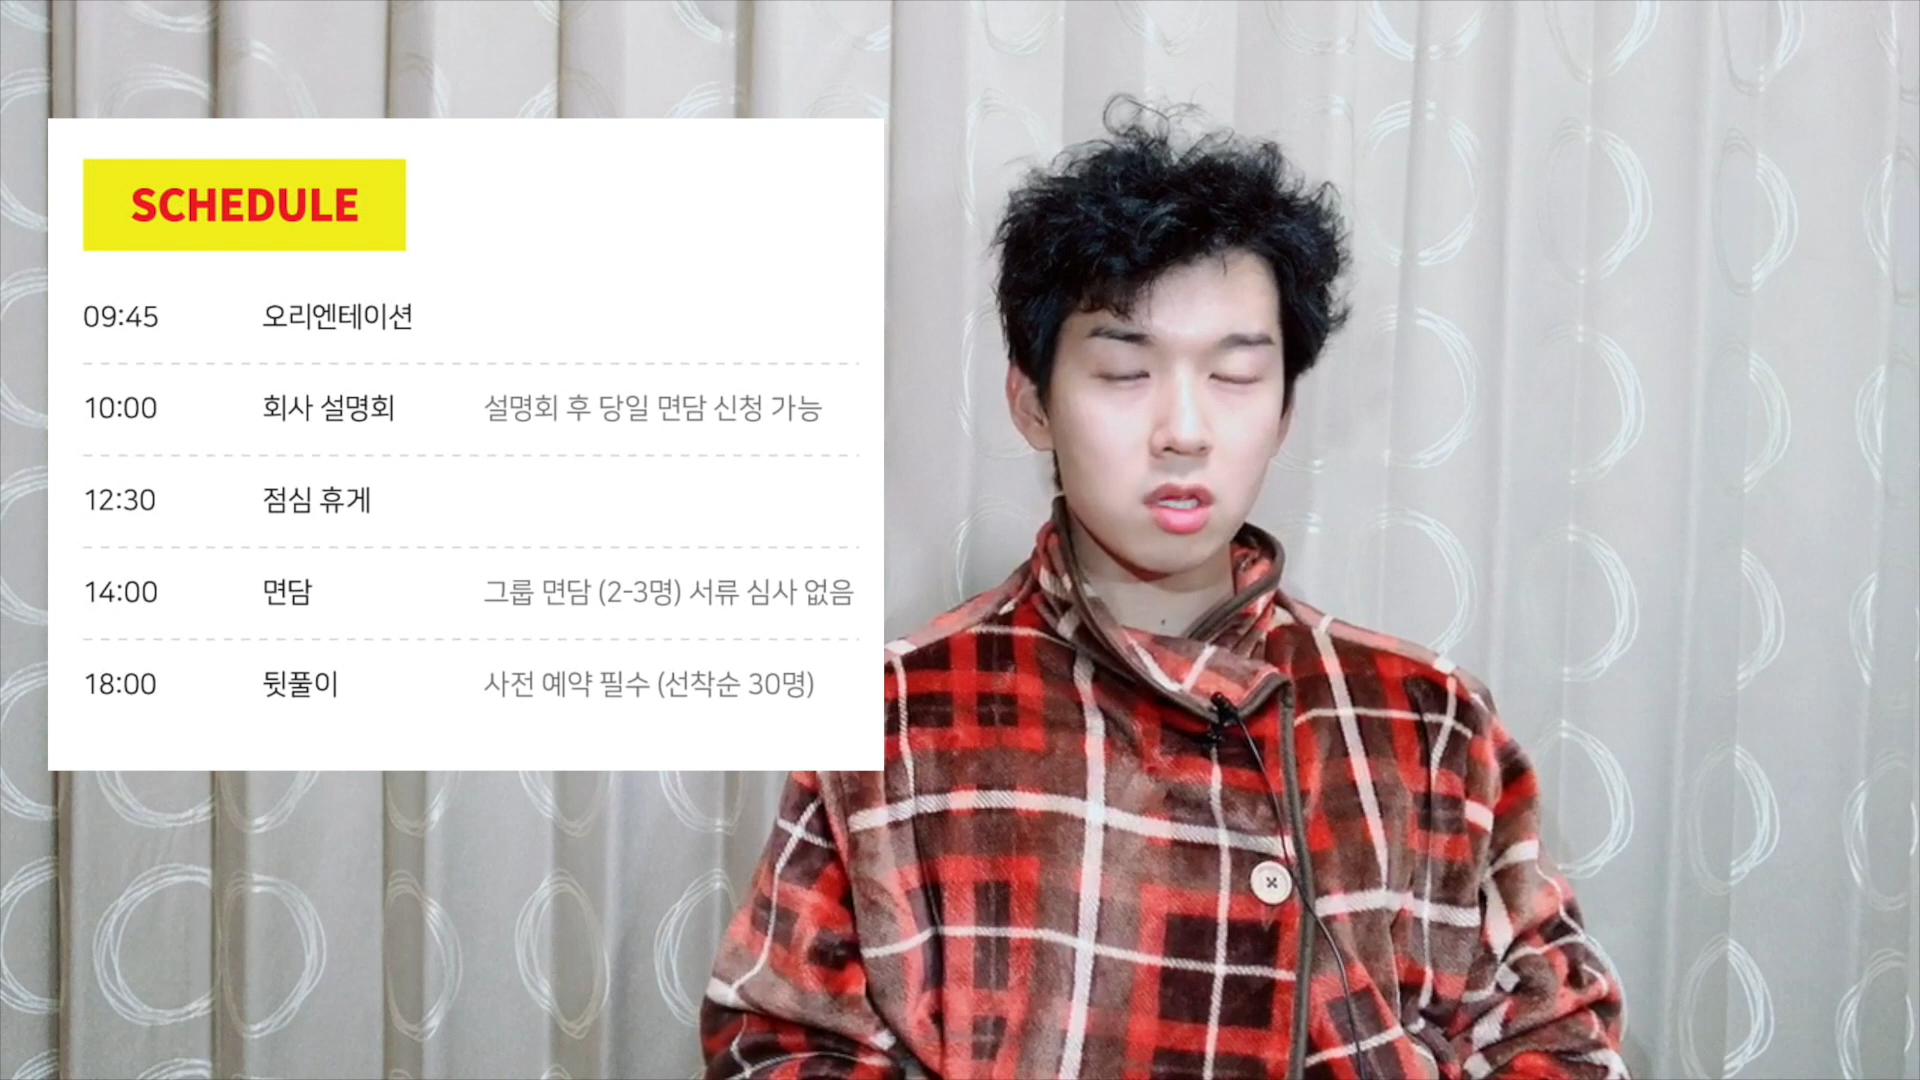 SCHEDULE
09:45 오리엔테이션
10:00 회사 설명회 설명회 후 당일 면담 신청 가능
12:30 점심 휴게
14:00 면담 그룹 면담 (2-3명) 서류 심사 없음
18:00 뒷풀이 사전 예약 필수 (선착순 30명)